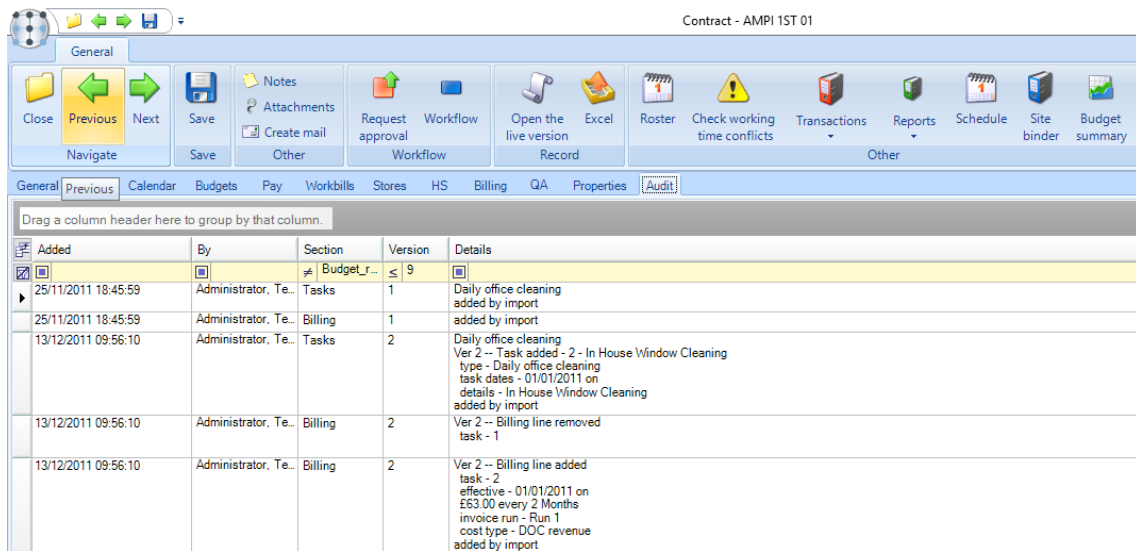 Contract - AMPI 1ST 01
General
Close
Previous
Next
Navigate
Save
Save
Notes
Attachments
Create mail
Other
Request approval
Workflow
Workflow
Open the live version
Excel
Record
Roster
Check working time conflicts
Transactions
Reports
Schedule
Site binder
Budget summary
Other
General Previous Calendar Budgets Pay Workbills Stores HS Billing QA Properties Audit
Drag a column header here to group by that column.
Added By Section Version Details
≠ Budget_r... ≤ 9
25/11/2011 18:45:59 Administrator, Te... Tasks 1 Daily office cleaning
added by import
25/11/2011 18:45:59 Administrator, Te... Billing 1 added by import
13/12/2011 09:56:10 Administrator, Te... Tasks 2 Daily office cleaning
Ver 2 -- Task added - 2 - In House Window Cleaning
type - Daily office cleaning
task dates - 01/01/2011 on
details - In House Window Cleaning
added by import
13/12/2011 09:56:10 Administrator, Te... Billing 2 Ver 2 -- Billing line removed
task - 1
13/12/2011 09:56:10 Administrator, Te... Billing 2 Ver 2 -- Billing line added
task - 2
effective - 01/01/2011 on
£63.00 every 2 Months
invoice run - Run 1
cost type - DOC revenue
added by import